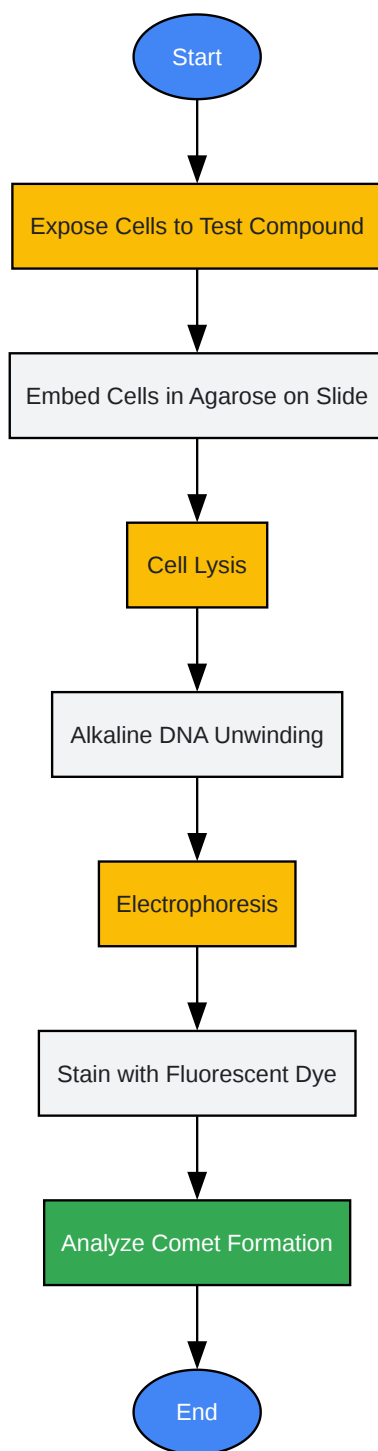 Start
Expose Cells to Test Compound
Embed Cells in Agarose on Slide
Cell Lysis
Alkaline DNA Unwinding
Electrophoresis
Stain with Fluorescent Dye
Analyze Comet Formation
End